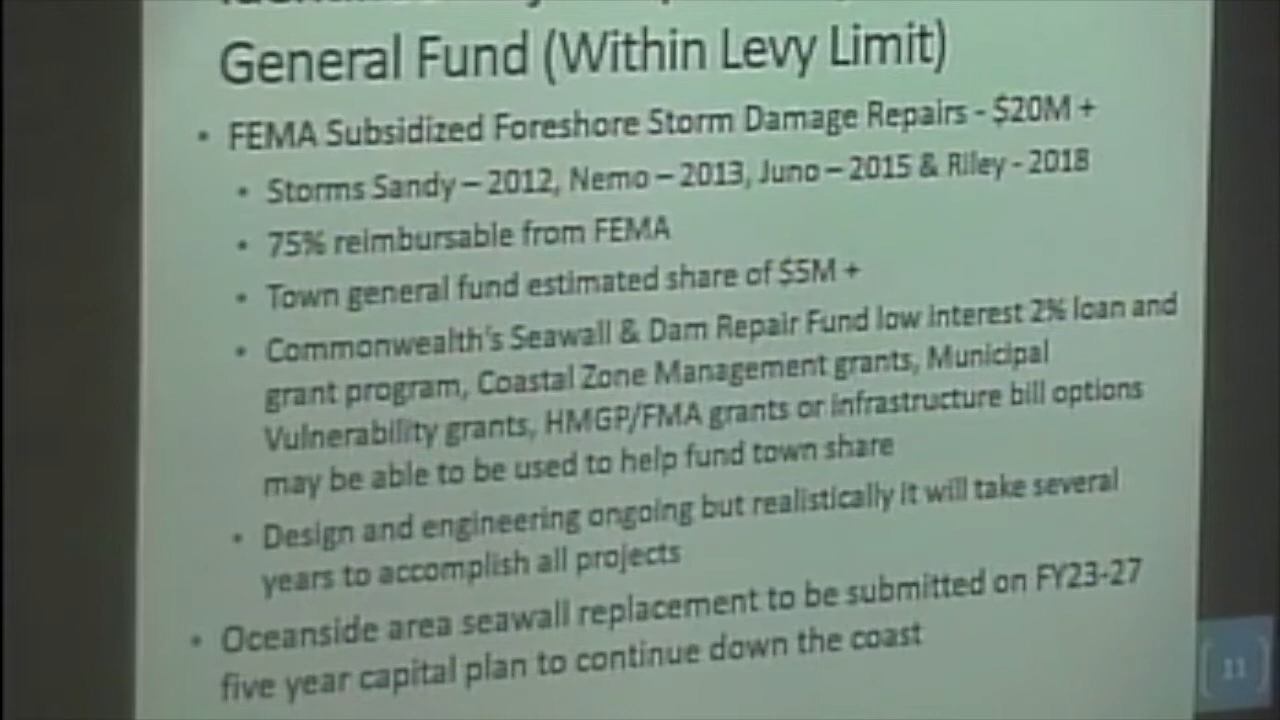 General Fund (Within Levy Limit)
• FEMA Subsidized Foreshore Storm Damage Repairs - $20M +
• Storms Sandy – 2012, Nemo – 2013, Juno – 2015 & Riley - 2018
• 75% reimbursable from FEMA
• Town general fund estimated share of $5M +
• Commonwealth's Seawall & Dam Repair Fund low interest 2% loan and
grant program, Coastal Zone Management grants, Municipal
Vulnerability grants, HMGP/FMA grants or infrastructure bill options
may be able to be used to help fund town share
• Design and engineering ongoing but realistically it will take several
years to accomplish all projects
• Oceanside area seawall replacement to be submitted on FY23-27
five year capital plan to continue down the coast
11